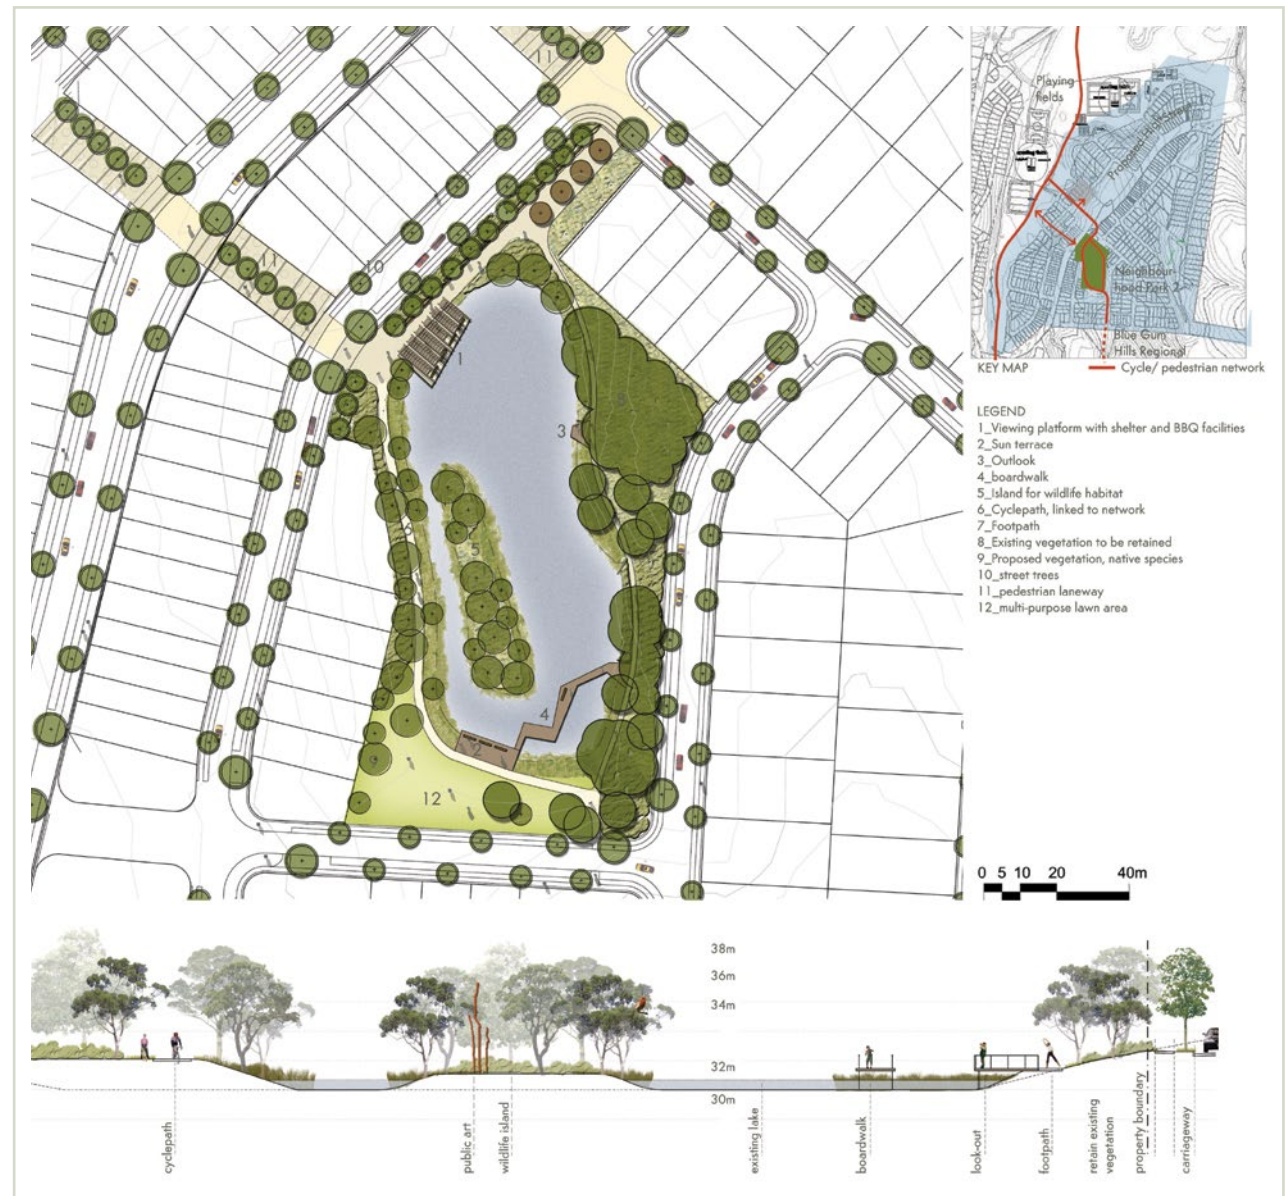 11
11
10
1
3
8
6
5
4
2
9
12
Playing
fields
Proposed High Street
Neighbour-
hood Park 2
Blue Gum
Hills Regional
KEY MAP
Cycle/ pedestrian network
LEGEND
1_Viewing platform with shelter and BBQ facilities
2_Sun terrace
3_Outlook
4_boardwalk
5_Island for wildlife habitat
6_Cyclepath, linked to network
7_Footpath
8_Existing vegetation to be retained
9_Proposed vegetation, native species
10_street trees
11_pedestrian laneway
12_multi-purpose lawn area
0 5 10 20 40m
38m
36m
34m
32m
30m
cyclepath
public art
wildlife island
existing lake
boardwalk
look-out
footpath
retain existing
vegetation
property boundary
carriageway